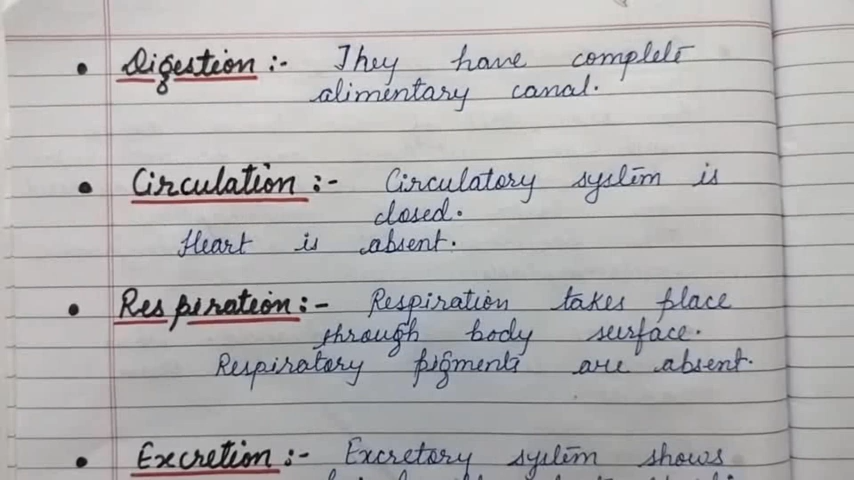 • Digestion :- They have complete
alimentary canal.
• Circulation :- Circulatory system is
closed.
Heart is absent.
• Respiration :- Respiration takes place
through body surface.
Respiratory pigments are absent.
• Excretion :- Excretory system shows